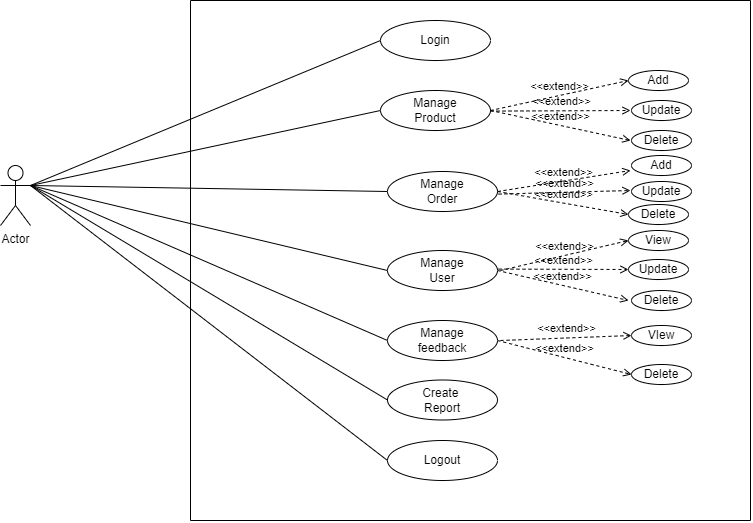 Login
Manage
Product
<<extend>>
Add
<<extend>>
Update
<<extend>>
Delete
Manage
Order
<<extend>>
Add
<<extend>>
Update
<<extend>>
Delete
Actor
Manage
User
<<extend>>
View
<<extend>>
Update
<<extend>>
Delete
Manage
feedback
<<extend>>
VIew
<<extend>>
Delete
Create
Report
Logout